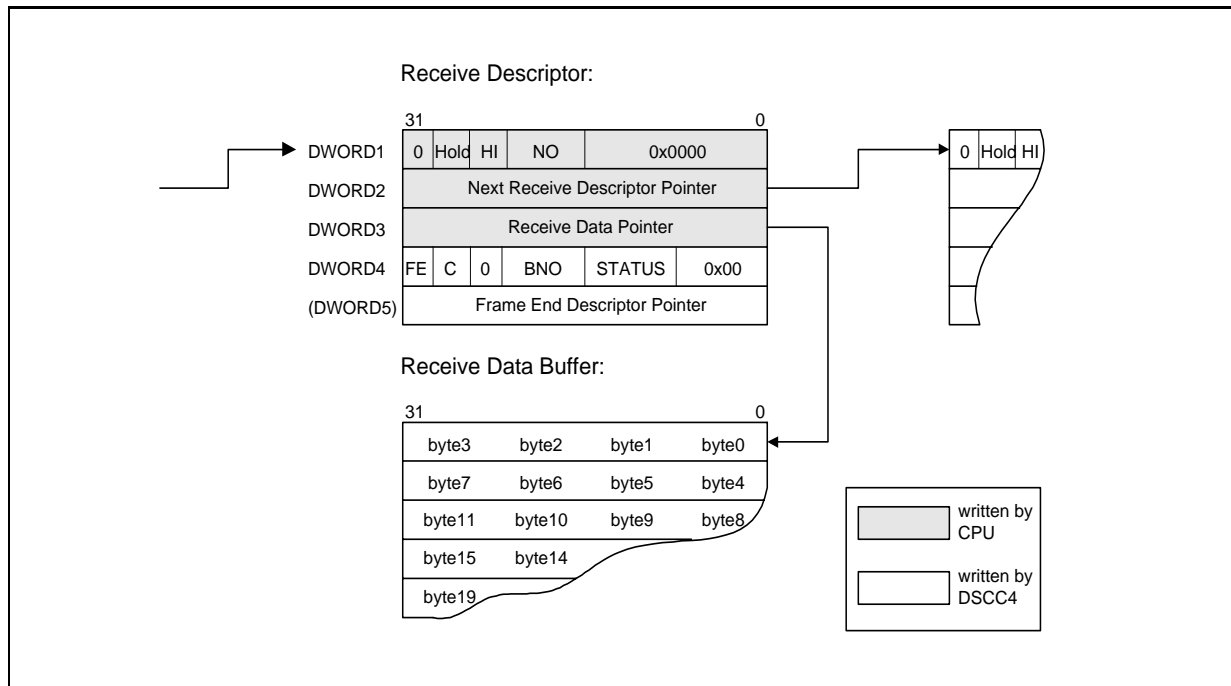 Receive Descriptor:
31 0
DWORD1 0 Hold HI NO 0x0000 0 Hold HI
DWORD2 Next Receive Descriptor Pointer
DWORD3 Receive Data Pointer
DWORD4 FE C 0 BNO STATUS 0x00
(DWORD5) Frame End Descriptor Pointer
Receive Data Buffer:
31 0
byte3 byte2 byte1 byte0
byte7 byte6 byte5 byte4
byte11 byte10 byte9 byte8
byte15 byte14
byte19
written by
CPU
written by
DSCC4